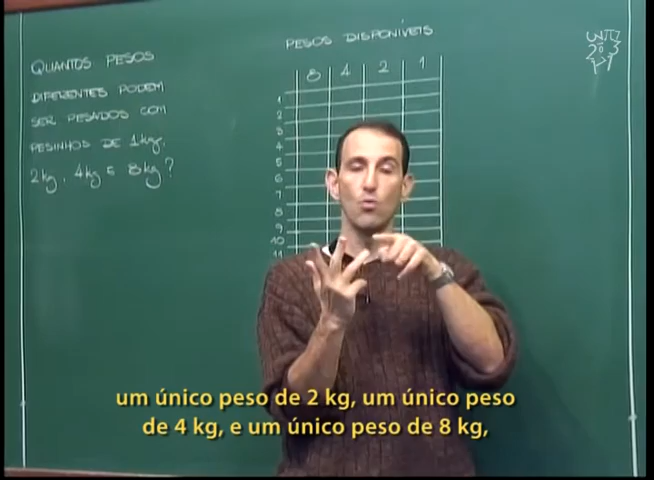 QUANTOS PESOS
DIFERENTES PODEM
SER PESADOS COM
PESINHOS DE 1kg,
2kg, 4kg E 8kg?
PESOS DISPONÍVEIS
8 4 2 1
1
2
3
4
5
6
7
8
9
10
11
um único peso de 2 kg, um único peso
de 4 kg, e um único peso de 8 kg,